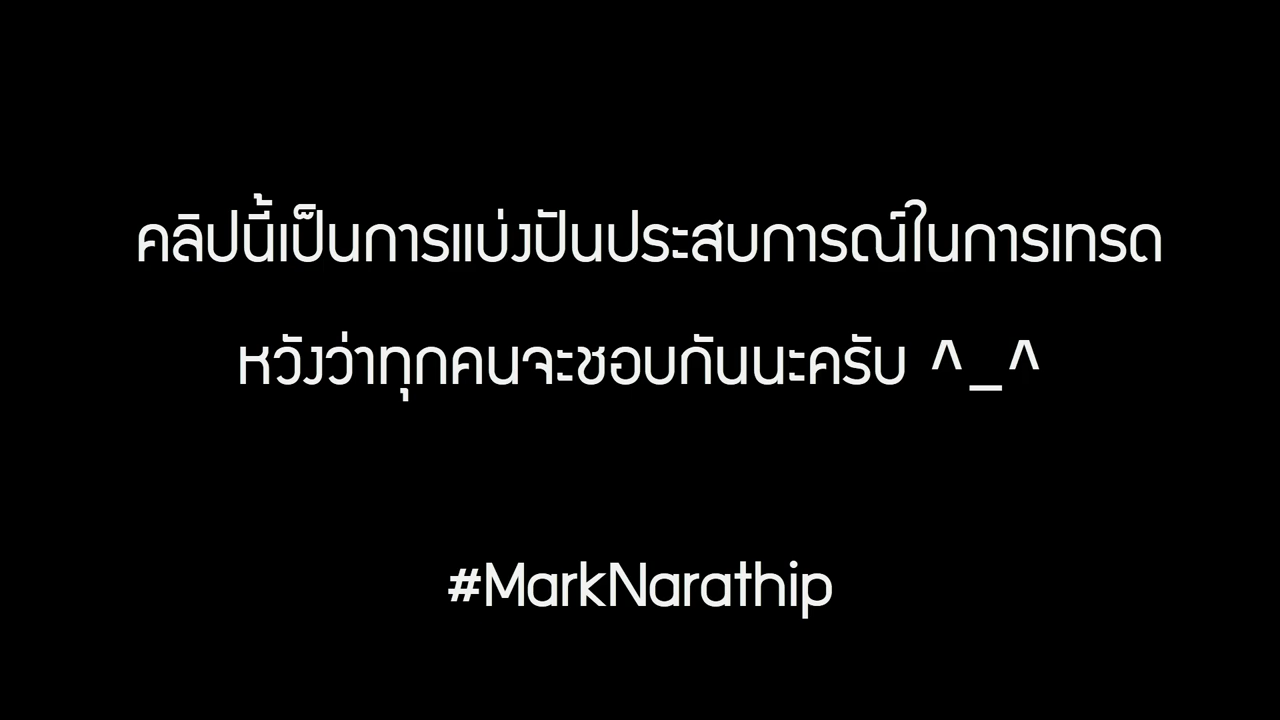 คลิปนี้เป็นการแบ่งปันประสบการณ์ในการเทรด
หวังว่าทุกคนจะชอบกันนะครับ ^_^
#MarkNarathip